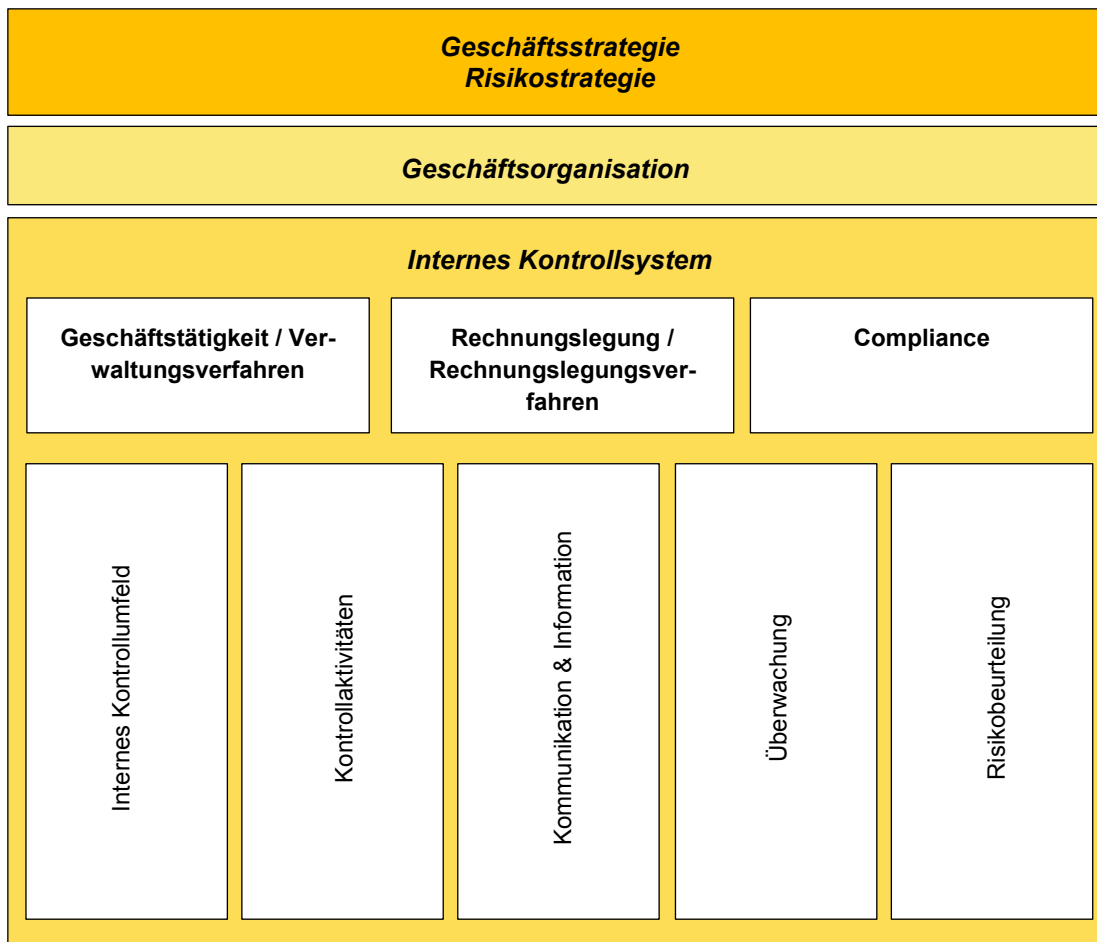 Geschäftsstrategie
Risikostrategie
Geschäftsorganisation
Internes Kontrollsystem
Geschäftstätigkeit / Ver-
waltungsverfahren
Rechnungslegung /
Rechnungslegungsver-
fahren
Compliance
Internes Kontrollumfeld
Kontrollaktivitäten
Kommunikation & Information
Überwachung
Risikobeurteilung